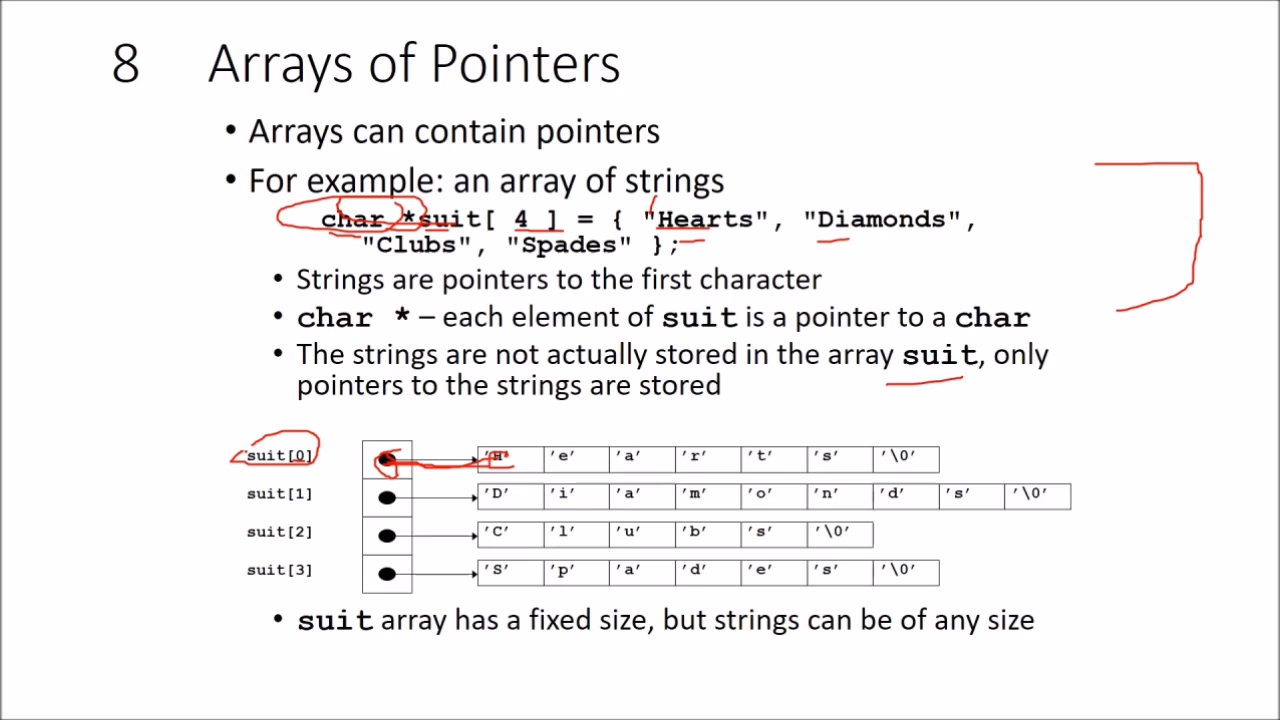 8 Arrays of Pointers
• Arrays can contain pointers
• For example: an array of strings
char *suit[ 4 ] = { "Hearts", "Diamonds",
"Clubs", "Spades" };
• Strings are pointers to the first character
• char * – each element of suit is a pointer to a char
• The strings are not actually stored in the array suit, only
pointers to the strings are stored
suit[0] 'H' 'e' 'a' 'r' 't' 's' '\0'
suit[1] 'D' 'i' 'a' 'm' 'o' 'n' 'd' 's' '\0'
suit[2] 'C' 'l' 'u' 'b' 's' '\0'
suit[3] 'S' 'p' 'a' 'd' 'e' 's' '\0'
• suit array has a fixed size, but strings can be of any size